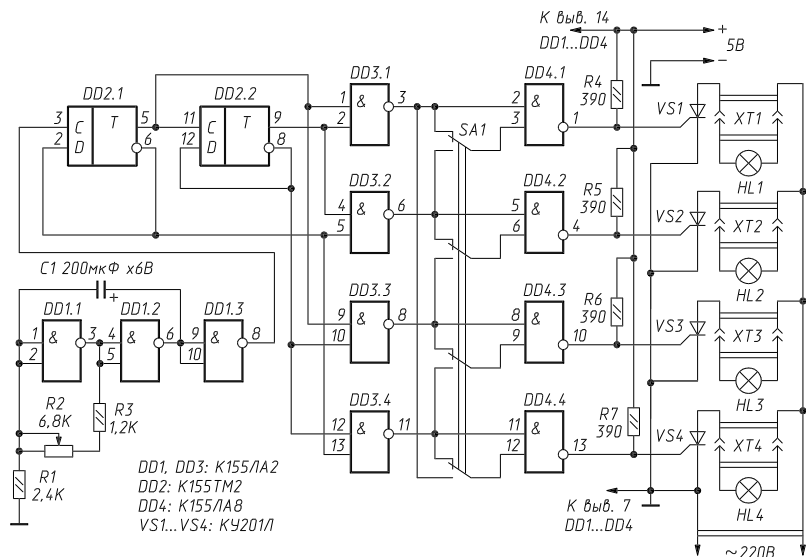 К выв. 14
DD1...DD4
+
5В
−
DD2.1
3
C
T
5
2
D
6
DD2.2
11
C
T
9
12
D
8
DD3.1
1
&
3
2
SA1
DD4.1
2
&
3
1
R4
390
VS1
XT1
HL1
DD3.2
4
&
6
5
DD4.2
5
&
6
4
R5
390
VS2
XT2
HL2
C1 200мкФ х6В
+
DD1.1
1
&
3
2
DD1.2
4
&
6
5
DD1.3
9
&
8
10
DD3.3
9
&
8
10
DD4.3
8
&
9
10
R6
390
VS3
XT3
HL3
R2
6,8К
R3
1,2К
R1
2,4К
DD3.4
12
&
11
13
DD4.4
11
&
12
13
R7
390
VS4
XT4
HL4
DD1, DD3: К155ЛА2
DD2: К155ТМ2
DD4: К155ЛА8
VS1...VS4: КУ201Л
К выв. 7
DD1...DD4
~220В